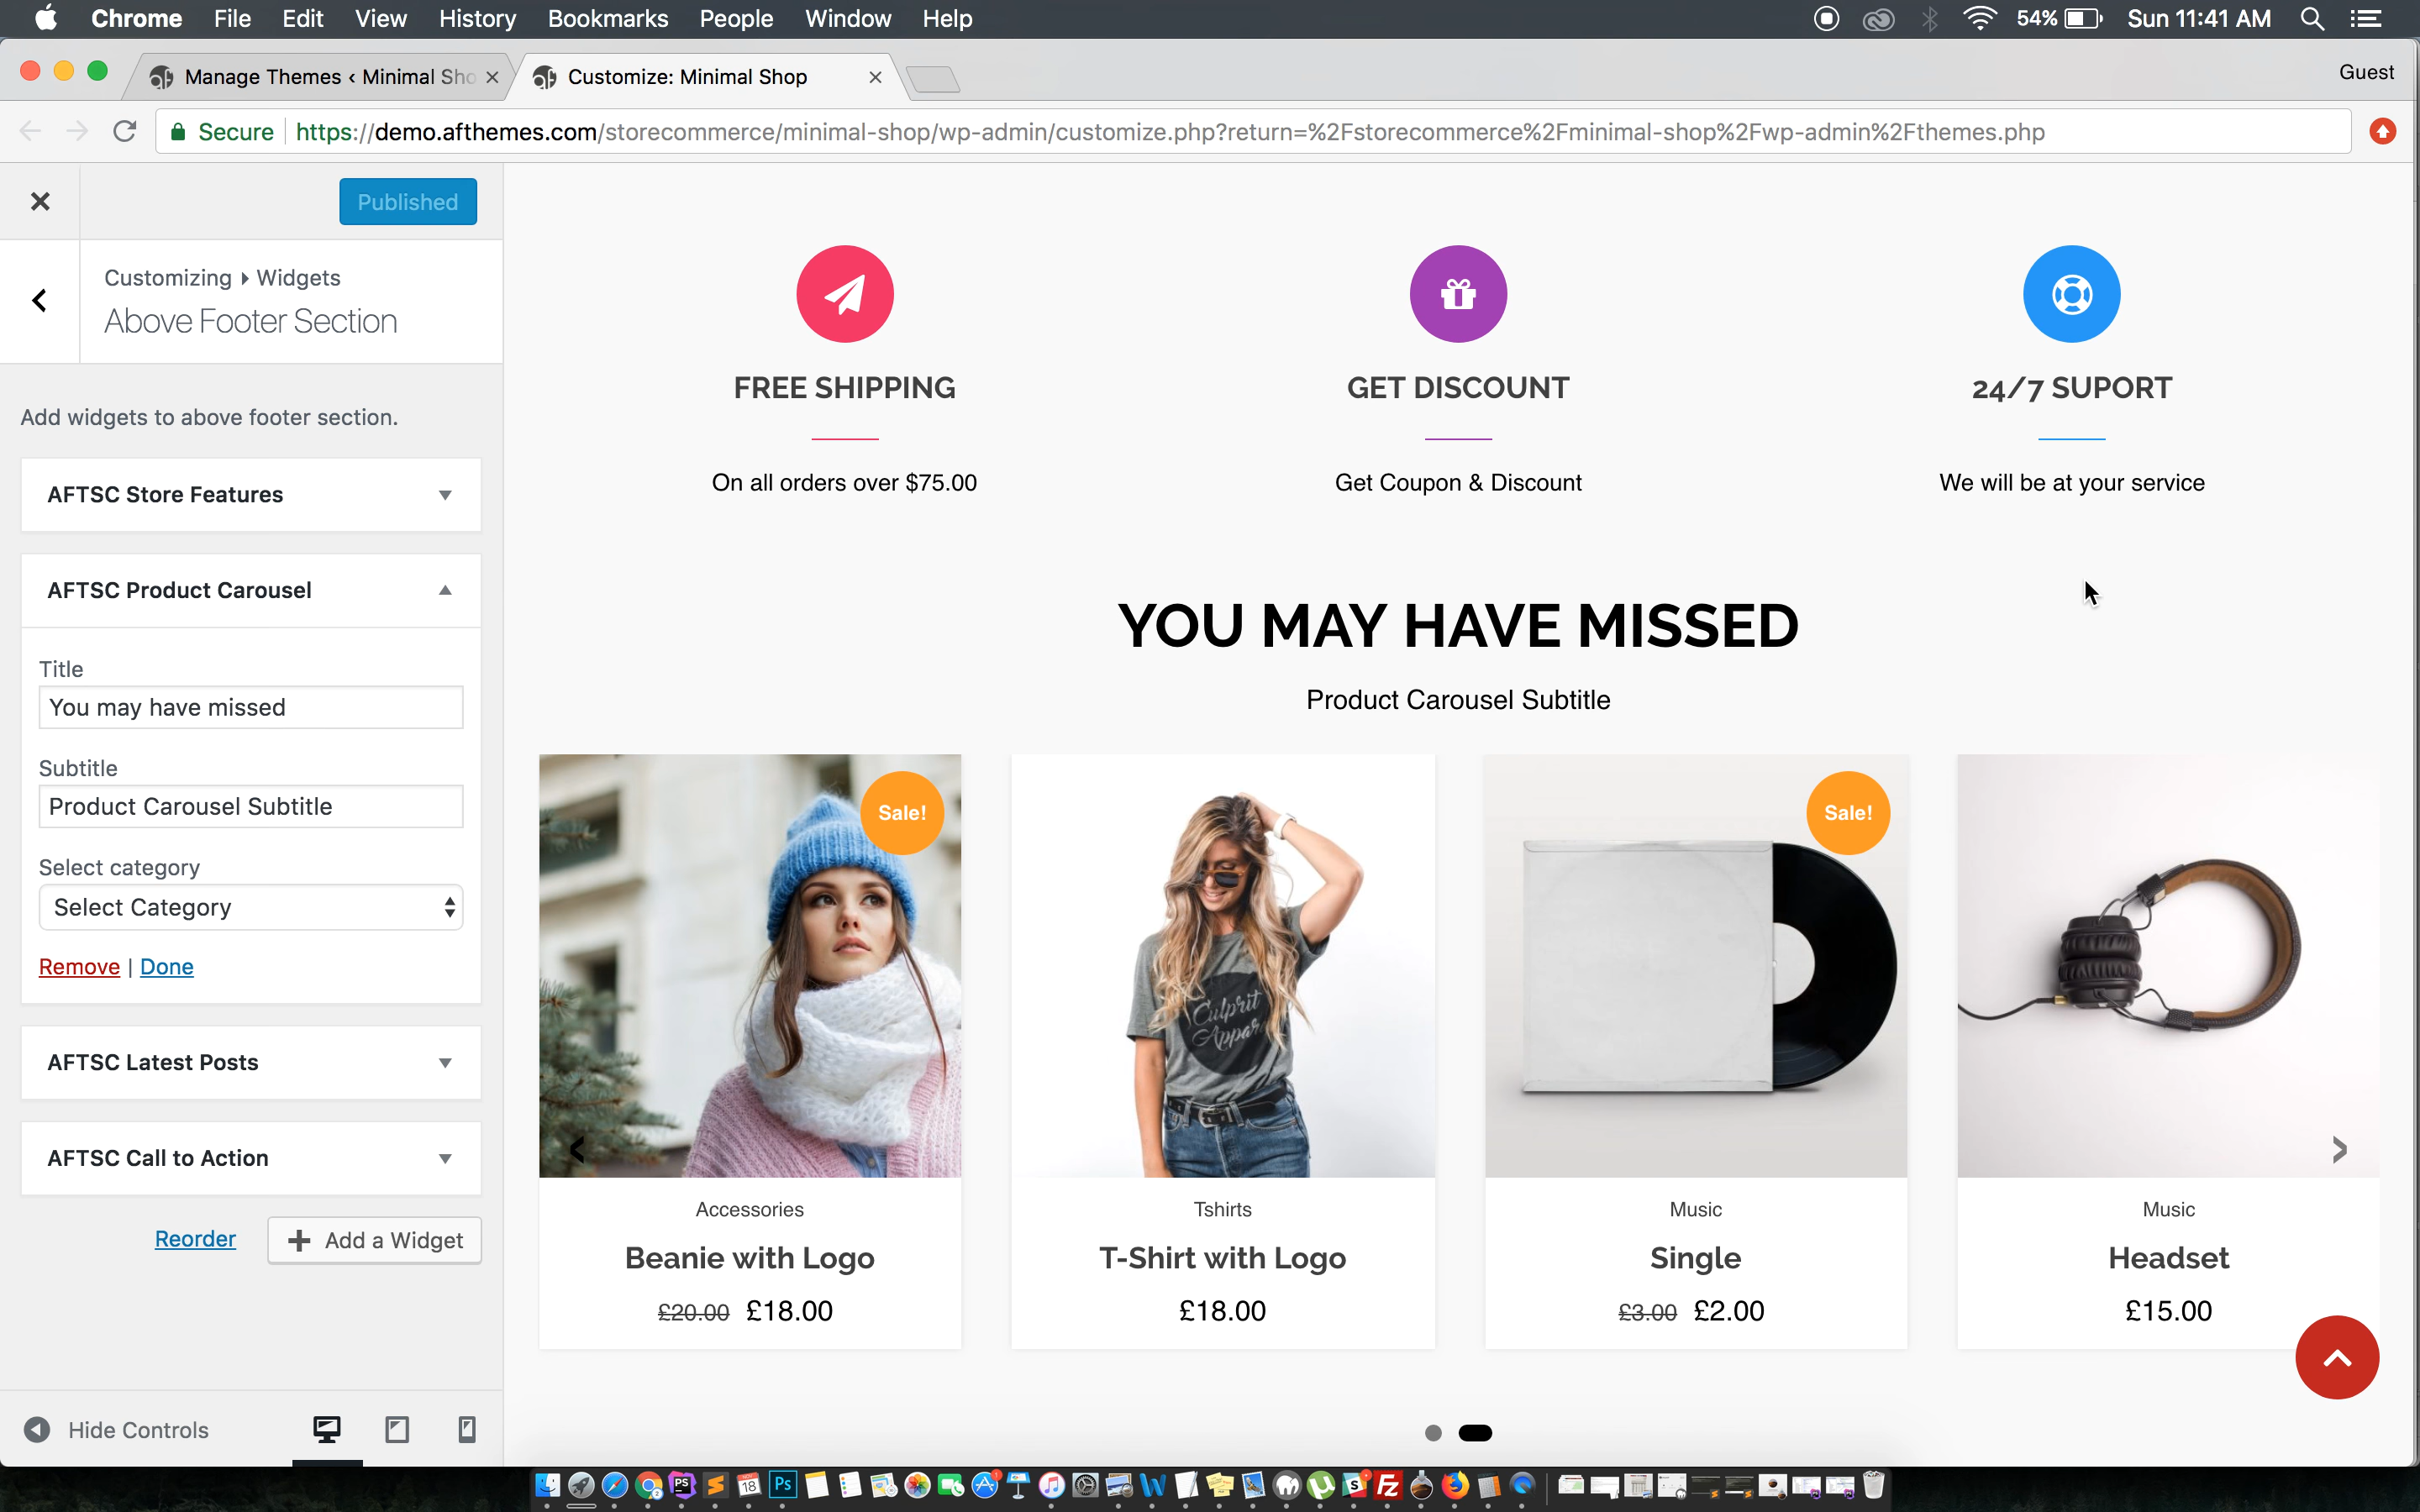 Chrome File Edit View History Bookmarks People Window Help 54% Sun 11:41 AM
Manage Themes ‹ Minimal Sho Customize: Minimal Shop Guest
Secure https://demo.afthemes.com/storecommerce/minimal-shop/wp-admin/customize.php?return=%2Fstorecommerce%2Fminimal-shop%2Fwp-admin%2Fthemes.php
Published
Customizing Widgets
Above Footer Section
Add widgets to above footer section.
AFTSC Store Features
AFTSC Product Carousel
Title
You may have missed
Subtitle
Product Carousel Subtitle
Select category
Select Category
Remove | Done
AFTSC Latest Posts
AFTSC Call to Action
Reorder Add a Widget
Hide Controls
FREE SHIPPING
On all orders over $75.00
GET DISCOUNT
Get Coupon & Discount
24/7 SUPORT
We will be at your service
YOU MAY HAVE MISSED
Product Carousel Subtitle
Sale!
Accessories
Beanie with Logo
£20.00 £18.00
Culprit
Appar
Tshirts
T-Shirt with Logo
£18.00
Sale!
Music
Single
£3.00 £2.00
Music
Headset
£15.00
PS
18
Ps
W
S
FZ